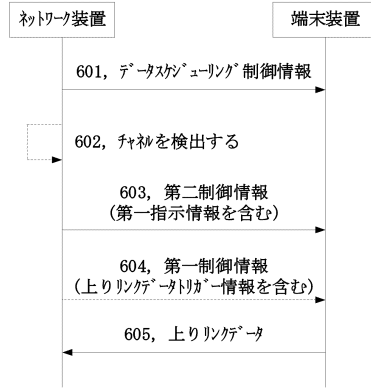 ﾈｯﾄﾜｰｸ装置
端末装置
601, ﾃﾞｰﾀｽｹｼﾞｭｰﾘﾝｸﾞ制御情報
602, ﾁｬﾈﾙを検出する
603, 第二制御情報
(第一指示情報を含む)
604, 第一制御情報
(上りﾘﾝｸﾃﾞｰﾀﾄﾘｶﾞｰ情報を含む)
605, 上りﾘﾝｸﾃﾞｰﾀ